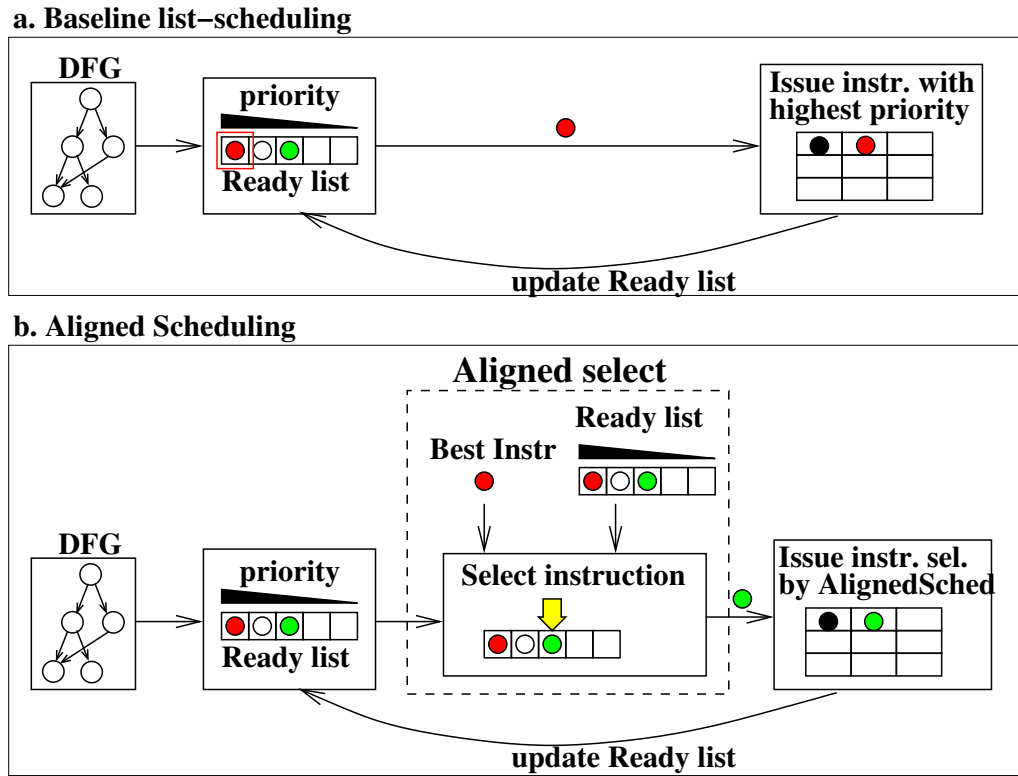 a. Baseline list–scheduling
DFG
priority
Ready list
Issue instr. with
highest priority
update Ready list
b. Aligned Scheduling
Aligned select
Best Instr
Ready list
DFG
priority
Ready list
Select instruction
Issue instr. sel.
by AlignedSched
update Ready list